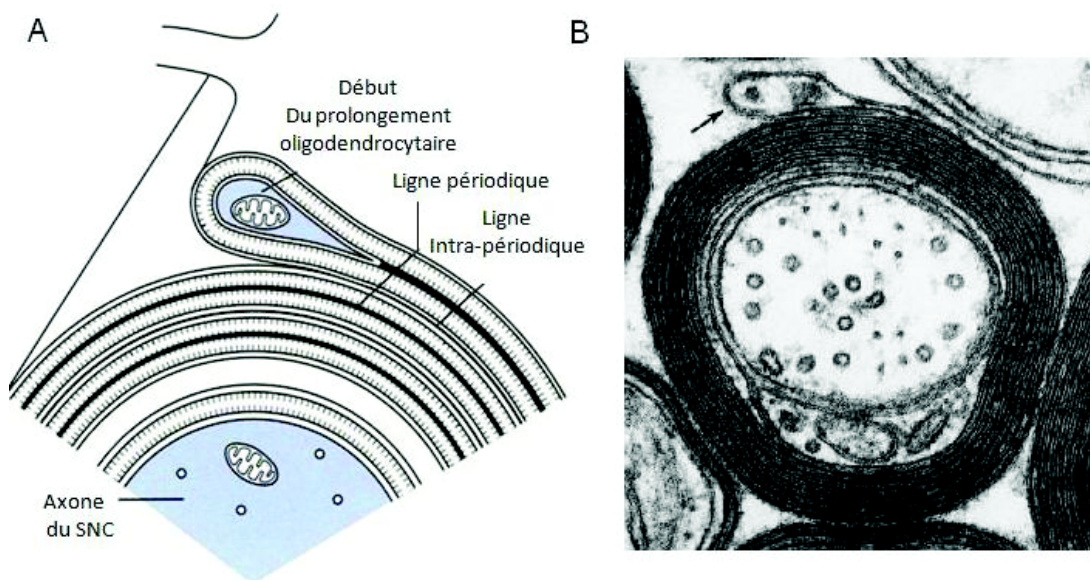 A
B
Début
Du prolongement
oligodendrocytaire
Ligne périodique
Ligne
Intra-périodique
Axone
du SNC